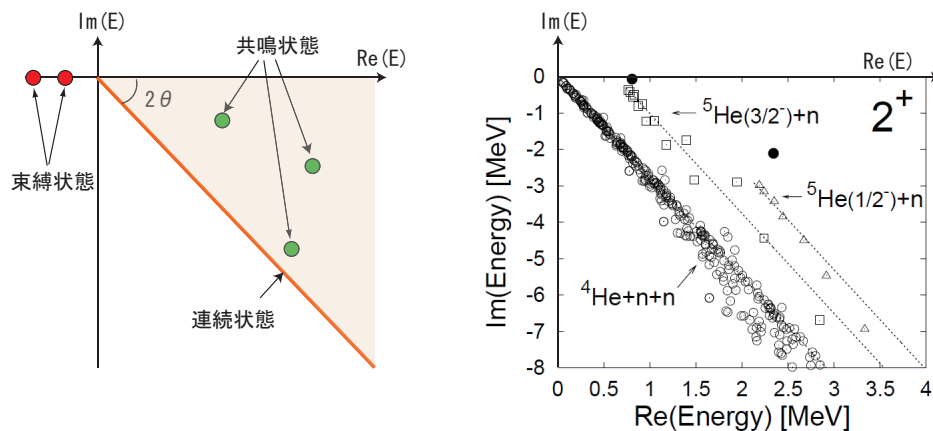 Im(E)
Re(E)
共鳴状態
2θ
束縛状態
連続状態
Im(E)
Re(E)
0
-1
-2
-3
-4
-5
-6
-7
-8
Im(Energy) [MeV]
⁵He(3/2⁻)+n
2⁺
⁵He(1/2⁻)+n
⁴He+n+n
0 0.5 1 1.5 2 2.5 3 3.5 4
Re(Energy) [MeV]